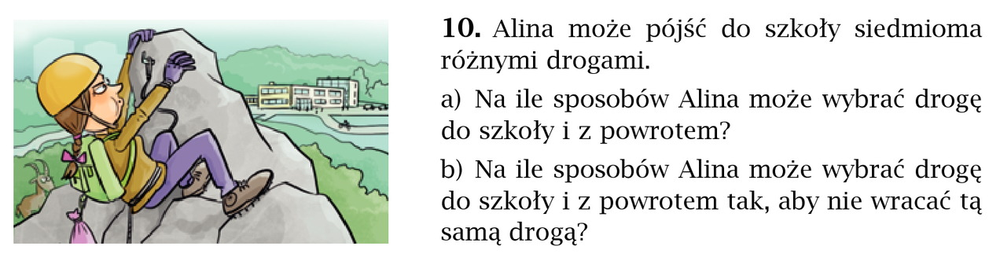 10. Alina może pójść do szkoły siedmioma
różnymi drogami.
a) Na ile sposobów Alina może wybrać drogę
do szkoły i z powrotem?
b) Na ile sposobów Alina może wybrać drogę
do szkoły i z powrotem tak, aby nie wracać tą
samą drogą?